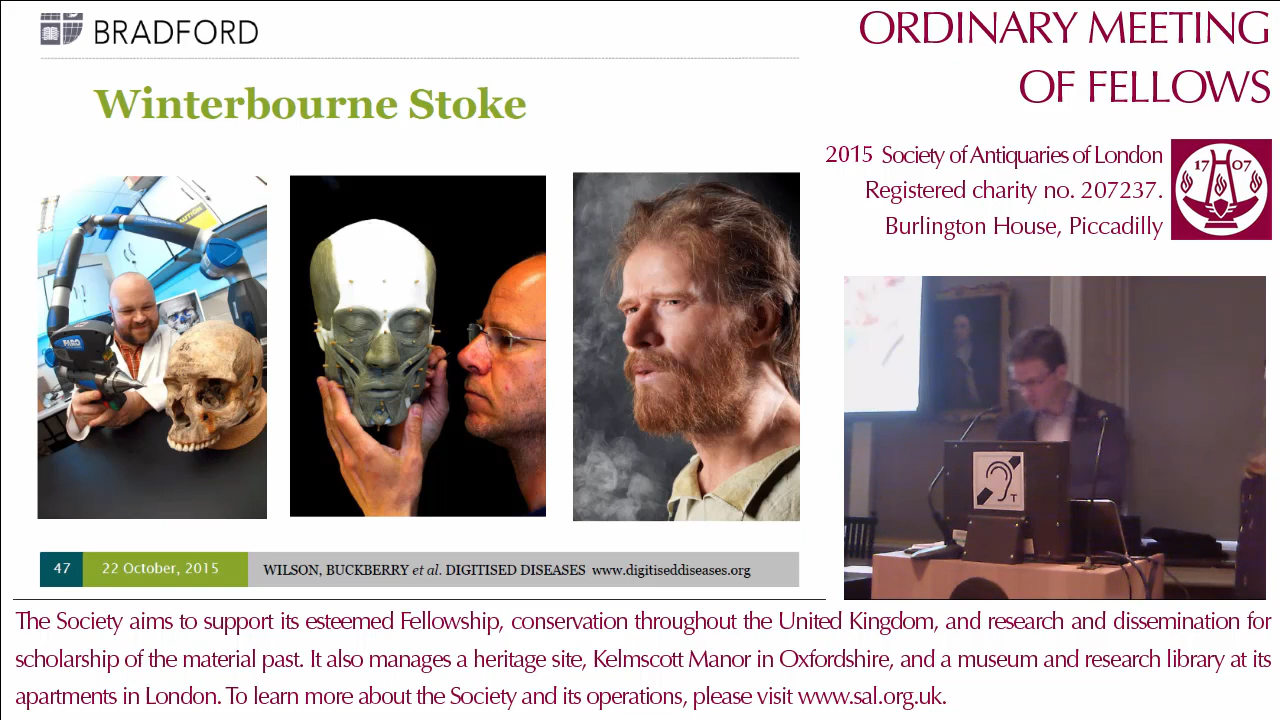 BRADFORD
Winterbourne Stoke
FARO
47
22 October, 2015
WILSON, BUCKBERRY et al. DIGITISED DISEASES www.digitiseddiseases.org
ORDINARY MEETING
OF FELLOWS
2015 Society of Antiquaries of London
Registered charity no. 207237.
Burlington House, Piccadilly
17 07
T
The Society aims to support its esteemed Fellowship, conservation throughout the United Kingdom, and research and dissemination for
scholarship of the material past. It also manages a heritage site, Kelmscott Manor in Oxfordshire, and a museum and research library at its
apartments in London. To learn more about the Society and its operations, please visit www.sal.org.uk.